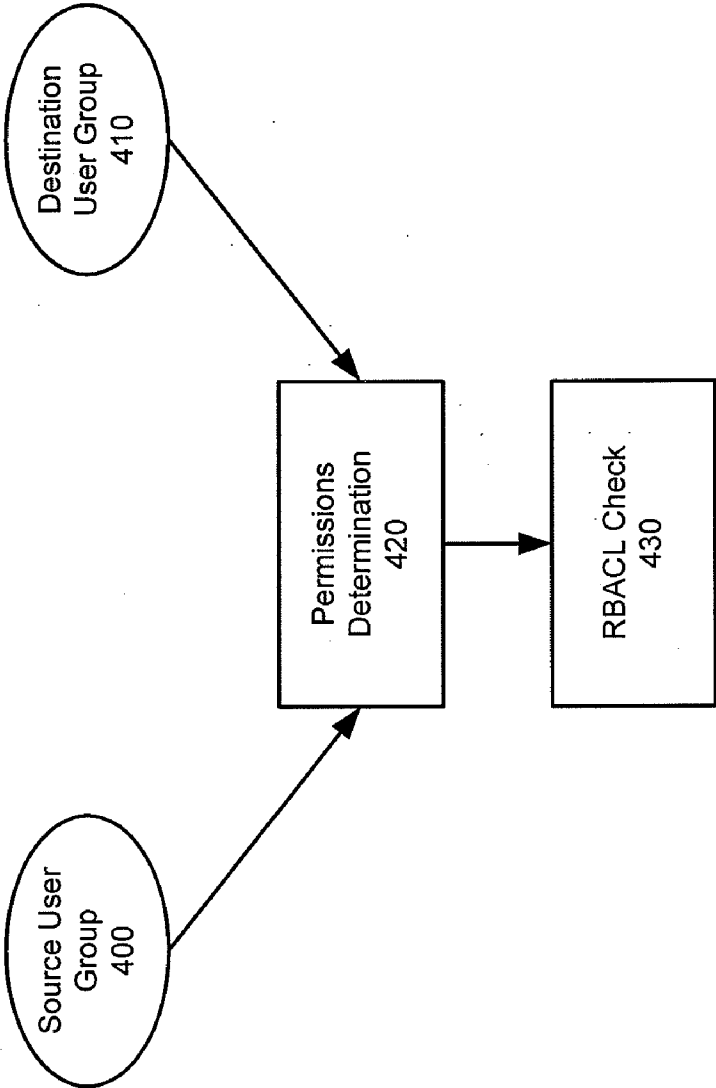 Source User
Group
400
Destination
User Group
410
Permissions
Determination
420
RBACL Check
430